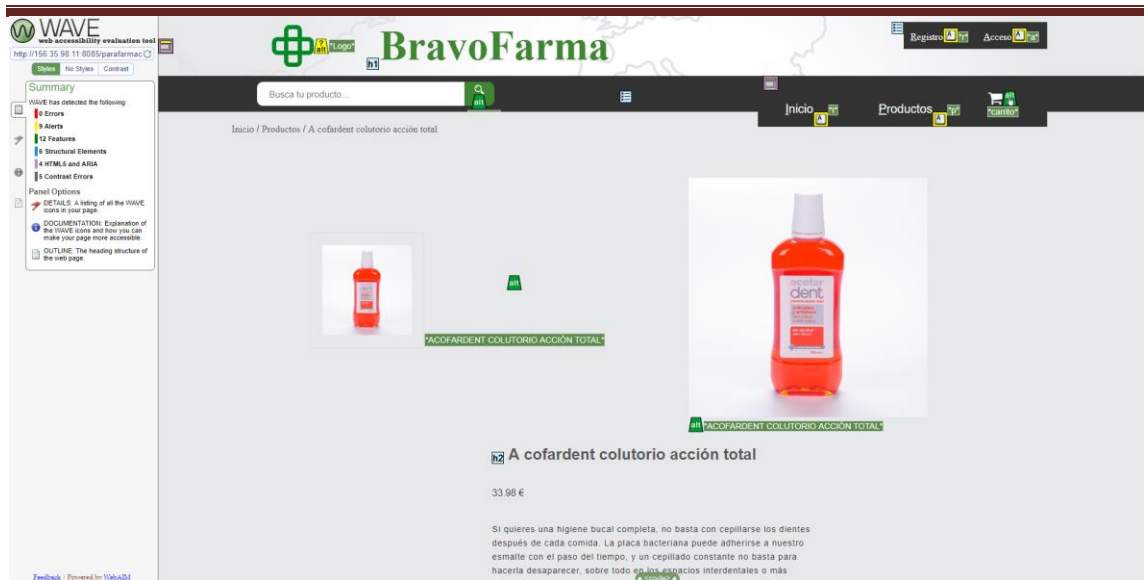 WAVE
web accessibility evaluation tool
http://156.35.98.11:8085/parafarmac
Styles No Styles Contrast
Summary
WAVE has detected the following
0 Errors
9 Alerts
12 Features
6 Structural Elements
4 HTML5 and ARIA
5 Contrast Errors
Panel Options
DETAILS: A listing of all the WAVE
icons in your page.
DOCUMENTATION: Explanation of
the WAVE icons and how you can
make your page more accessible.
OUTLINE: The heading structure of
the web page.
Feedback | Powered by WebAIM
alt *Logo* h1 BravoFarma
Registro A *r* Acceso A *a*
Busca tu producto... alt
Inicio A Productos A *p* alt *carrito*
Inicio / Productos / A cofardent colutorio acción total
alt
*ACOFARDENT COLUTORIO ACCIÓN TOTAL*
acofar
dent
alt *ACOFARDENT COLUTORIO ACCIÓN TOTAL*
h2 A cofardent colutorio acción total
33.98 €
Si quieres una higiene bucal completa, no basta con cepillarse los dientes
después de cada comida. La placa bacteriana puede adherirse a nuestro
esmalte con el paso del tiempo, y un cepillado constante no basta para
hacerla desaparecer, sobre todo en los espacios interdentales o más